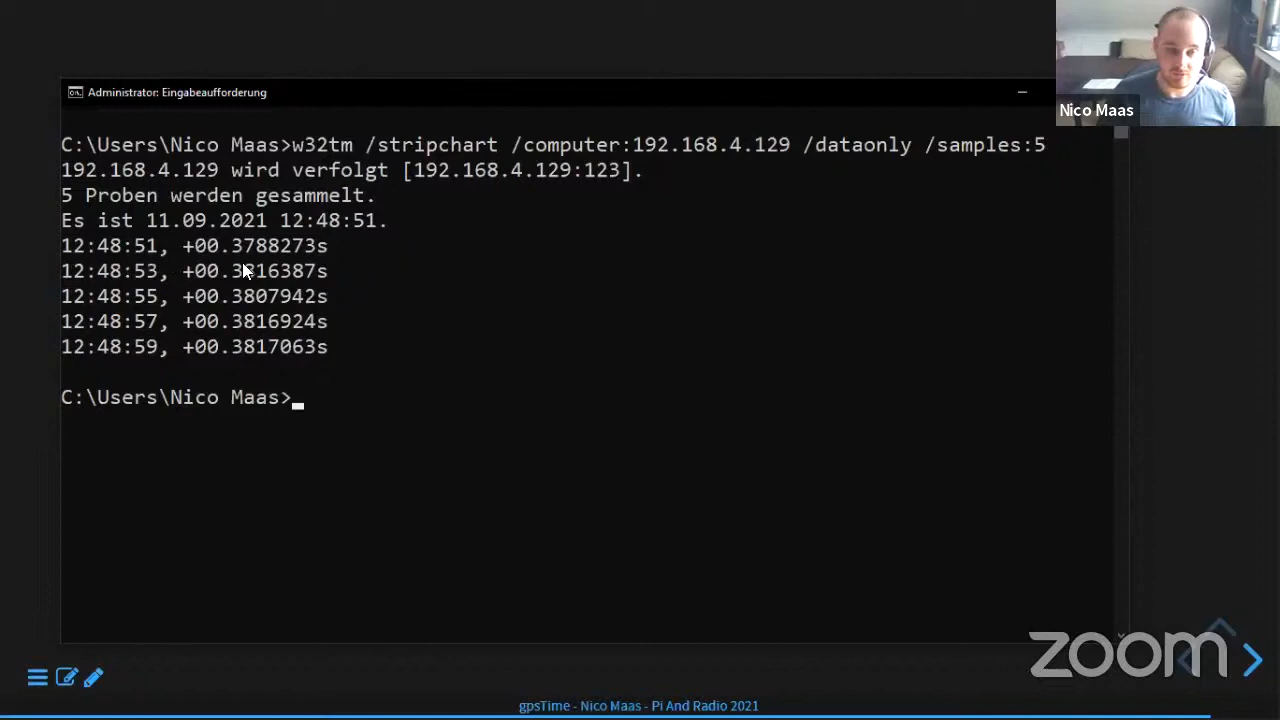 Administrator: Eingabeaufforderung
Nico Maas
C:\Users\Nico Maas>w32tm /stripchart /computer:192.168.4.129 /dataonly /samples:5
192.168.4.129 wird verfolgt [192.168.4.129:123].
5 Proben werden gesammelt.
Es ist 11.09.2021 12:48:51.
12:48:51, +00.3788273s
12:48:53, +00.3816387s
12:48:55, +00.3807942s
12:48:57, +00.3816924s
12:48:59, +00.3817063s
C:\Users\Nico Maas>
zoom
gpsTime - Nico Maas - Pi And Radio 2021